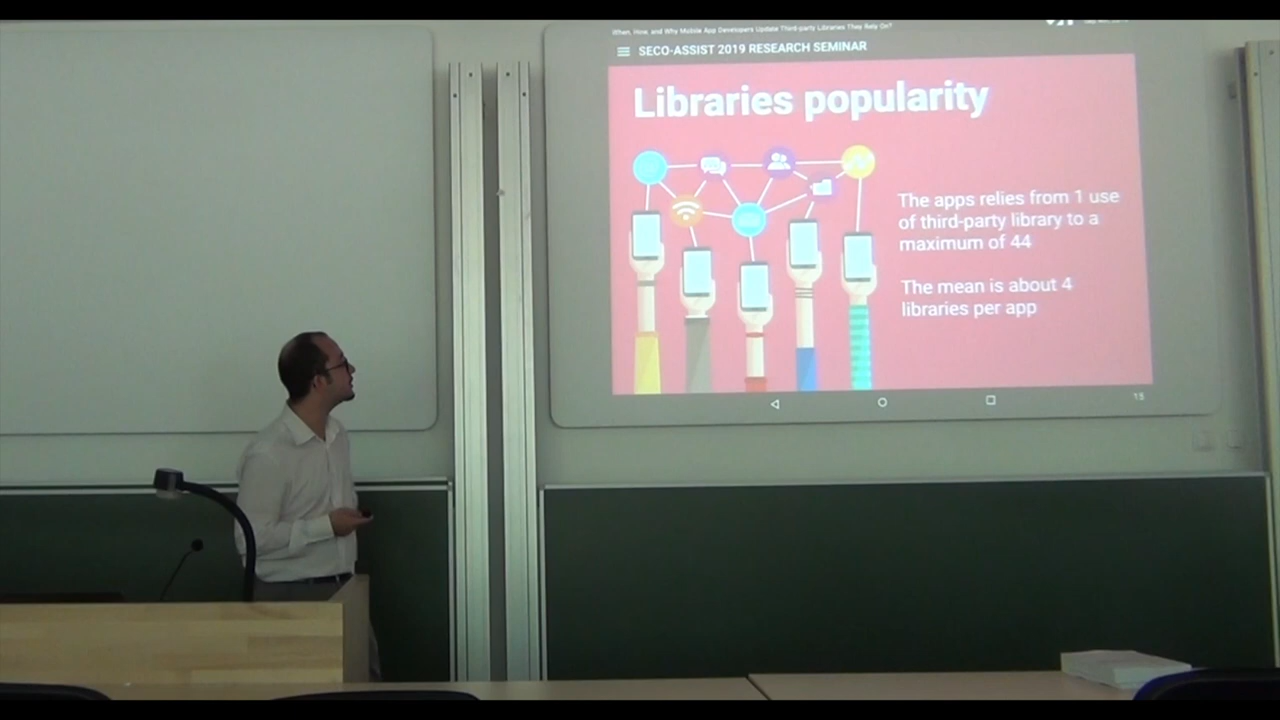 When, How, and Why Mobile App Developers Update Third-party Libraries They Rely On?
SECO-ASSIST 2019 RESEARCH SEMINAR
Libraries popularity
The apps relies from 1 use
of third-party library to a
maximum of 44
The mean is about 4
libraries per app
13